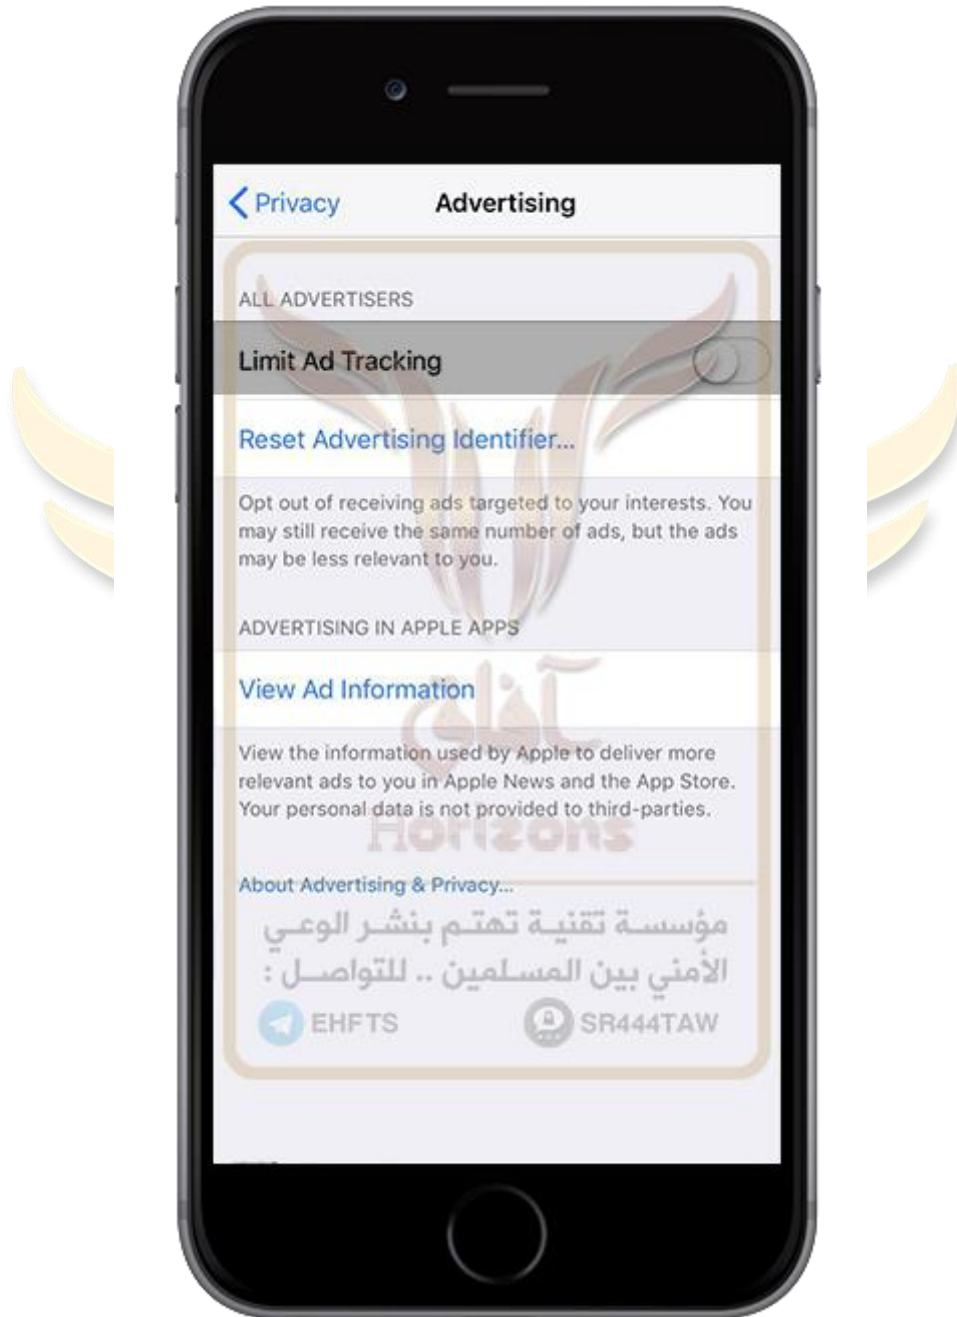 Privacy
Advertising
ALL ADVERTISERS
Limit Ad Tracking
Reset Advertising Identifier...
Opt out of receiving ads targeted to your interests. You
may still receive the same number of ads, but the ads
may be less relevant to you.
ADVERTISING IN APPLE APPS
View Ad Information
آفاق
View the information used by Apple to deliver more
relevant ads to you in Apple News and the App Store.
Your personal data is not provided to third-parties.
Horizons
About Advertising & Privacy...
مؤسسة تقنية تهتم بنشر الوعي
الأمني بين المسلمين .. للتواصل :
EHFTS
SR444TAW